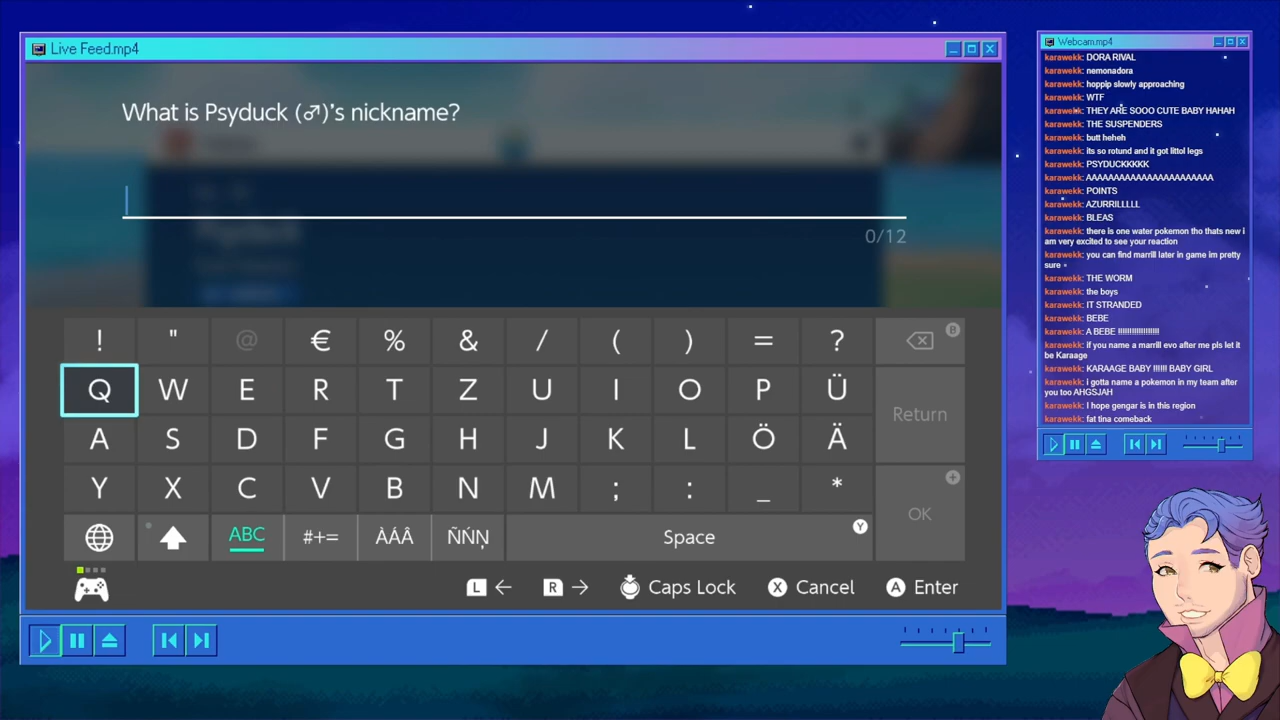 Live Feed.mp4
What is Psyduck (♂)'s nickname?
0/12
! " @ € % & / ( ) = ?
Q W E R T Z U I O P Ü
Return
A S D F G H J K L Ö Ä
Y X C V B N M ; : _ *
OK
ABC #+= ÀÁÂ ÑŃŅ Space
L ← R → Caps Lock X Cancel A Enter
Webcam.mp4
karawekk: DORA RIVAL
karawekk: nemonadora
karawekk: hoppip slowly approaching
karawekk: WTF
karawekk: THEY ARE SOOO CUTE BABY HAHAH
karawekk: THE SUSPENDERS
karawekk: butt heheh
karawekk: its so rotund and it got littol legs
karawekk: PSYDUCKKKKK
karawekk: AAAAAAAAAAAAAAAAAAAAAAA
karawekk: POINTS
karawekk: AZURRILLLLL
karawekk: BLEAS
karawekk: there is one water pokemon tho thats new i
am very excited to see your reaction
karawekk: you can find marrill later in game im pretty
sure
karawekk: THE WORM
karawekk: the boys
karawekk: IT STRANDED
karawekk: BEBE
karawekk: A BEBE !!!!!!!!!!!!!!!!!!!
karawekk: if you name a marrill evo after me pls let it
be Karaage
karawekk: KARAAGE BABY !!!!!! BABY GIRL
karawekk: i gotta name a pokemon in my team after
you too AHGSJAH
karawekk: I hope gengar is in this region
karawekk: fat tina comeback